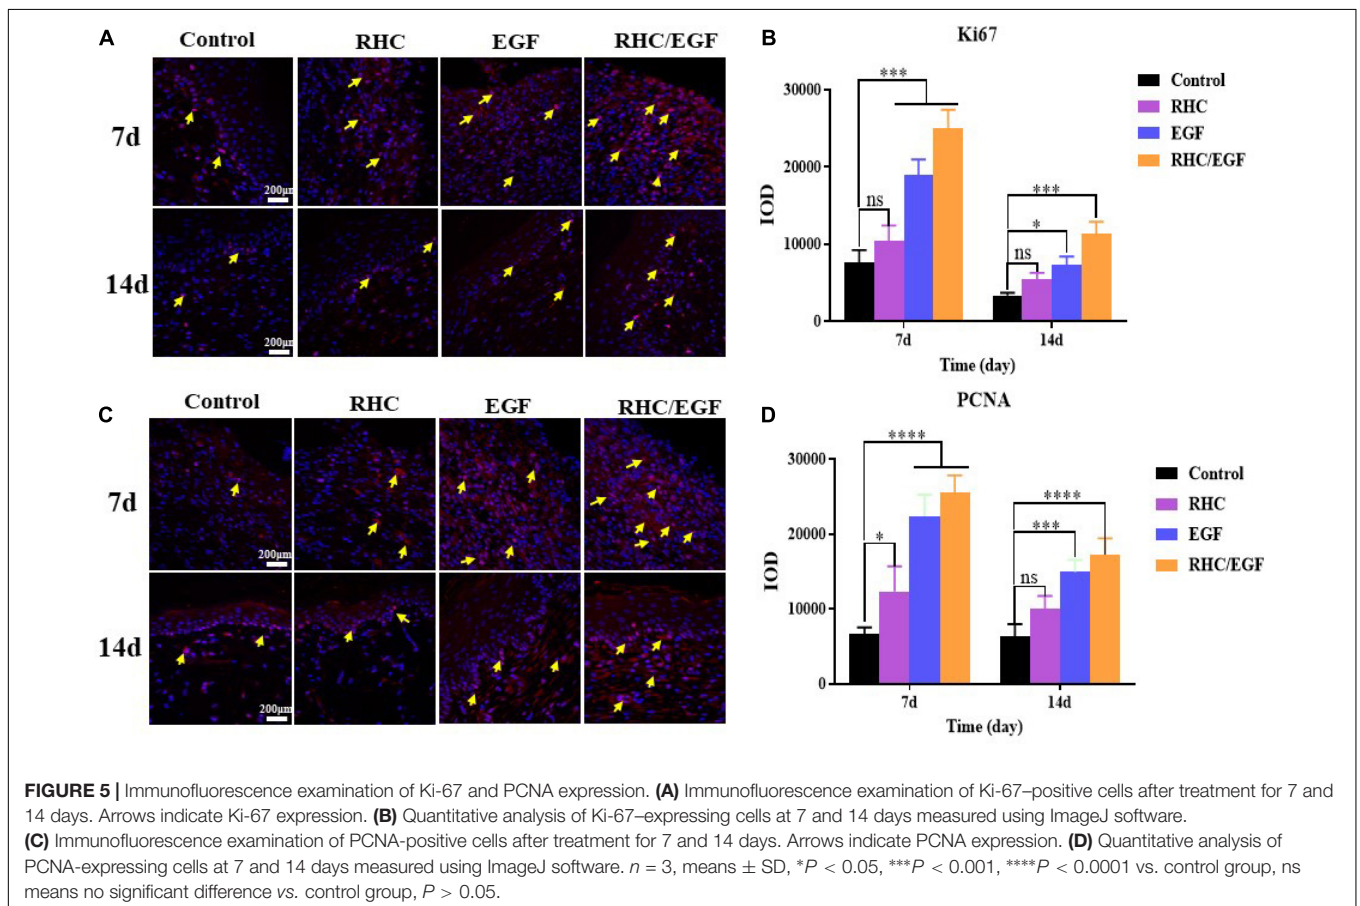 A
Control
RHC
EGF
RHC/EGF
7d
200μm
14d
200μm
B
Ki67
***
30000
20000
10000
0
IOD
ns
***
*
ns
7d
14d
Time (day)
Control
RHC
EGF
RHC/EGF
C
Control
RHC
EGF
RHC/EGF
7d
200μm
14d
200μm
D
PCNA
****
30000
20000
10000
0
IOD
*
****
***
ns
7d
14d
Time (day)
Control
RHC
EGF
RHC/EGF
FIGURE 5 | Immunofluorescence examination of Ki-67 and PCNA expression. (A) Immunofluorescence examination of Ki-67–positive cells after treatment for 7 and
14 days. Arrows indicate Ki-67 expression. (B) Quantitative analysis of Ki-67–expressing cells at 7 and 14 days measured using ImageJ software.
(C) Immunofluorescence examination of PCNA-positive cells after treatment for 7 and 14 days. Arrows indicate PCNA expression. (D) Quantitative analysis of
PCNA-expressing cells at 7 and 14 days measured using ImageJ software. n = 3, means ± SD, *P < 0.05, ***P < 0.001, ****P < 0.0001 vs. control group, ns
means no significant difference vs. control group, P > 0.05.